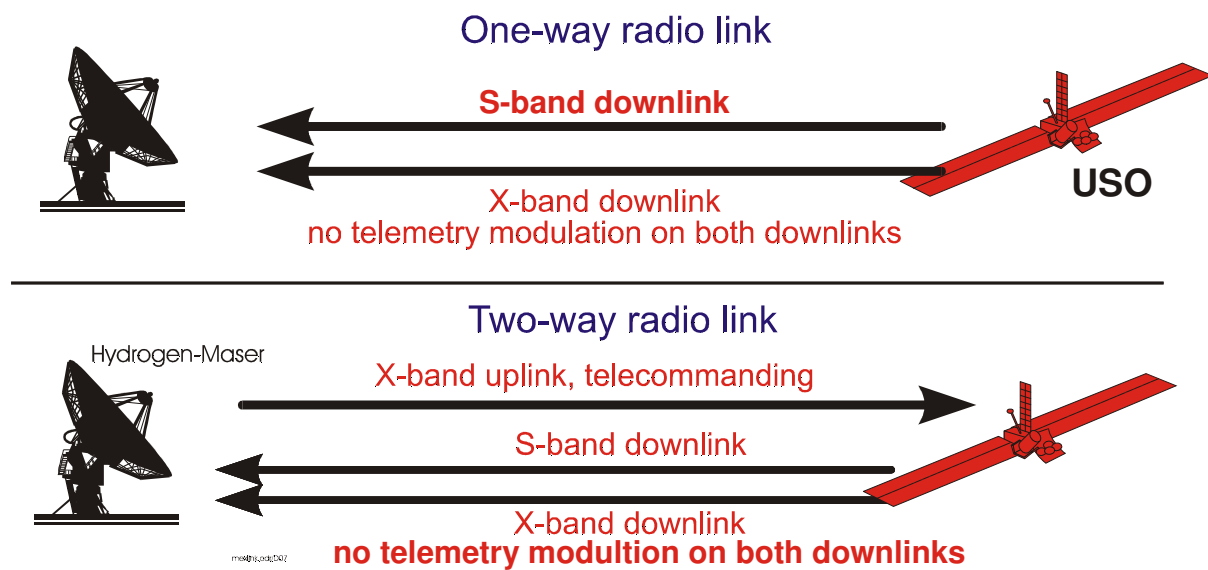 One-way radio link
S-band downlink
USO
X-band downlink
no telemetry modulation on both downlinks
Two-way radio link
Hydrogen-Maser
X-band uplink, telecommanding
S-band downlink
X-band downlink
no telemetry modultion on both downlinks